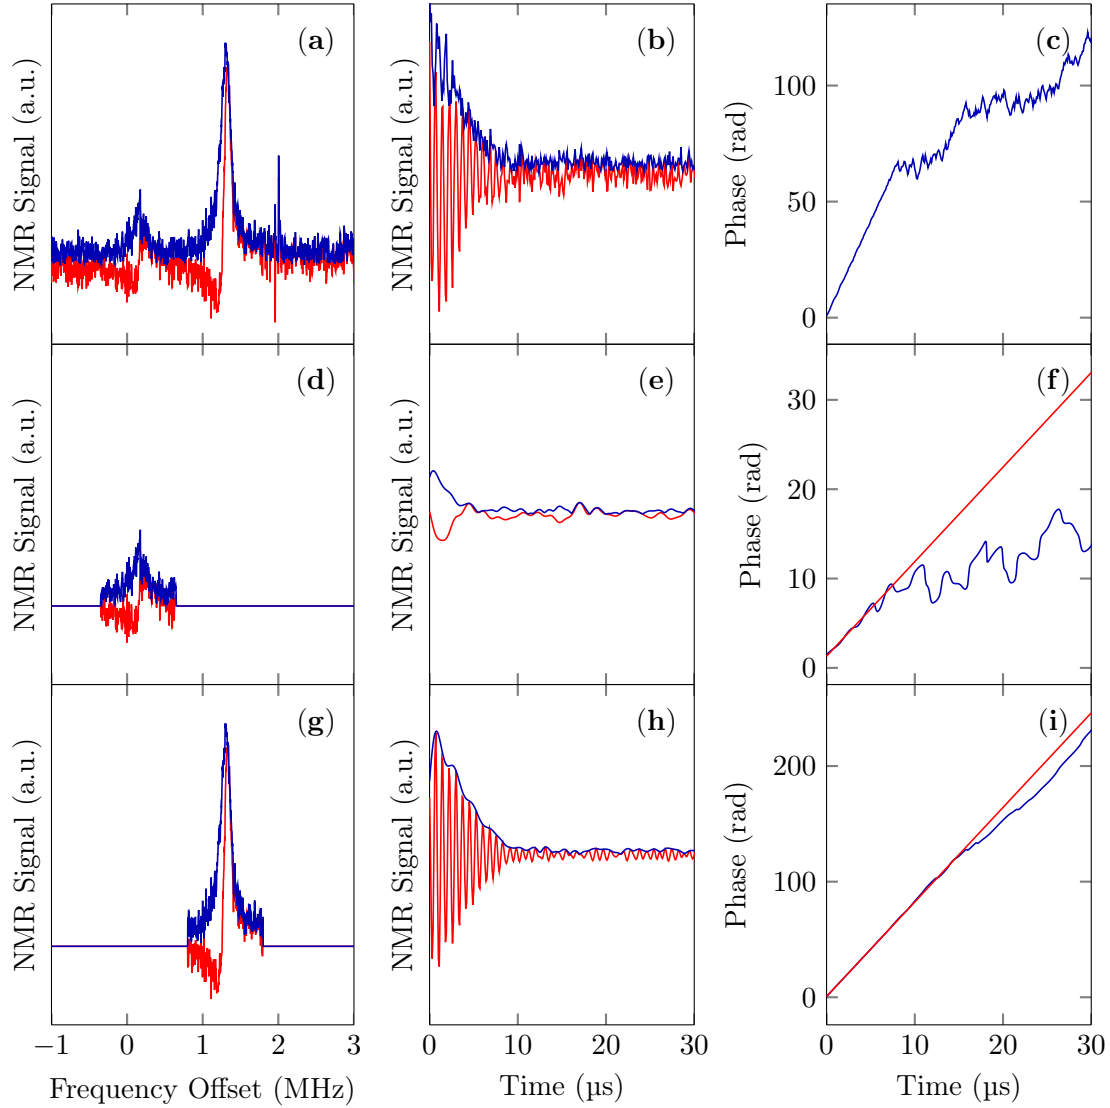 (a)
NMR Signal (a.u.)
(b)
NMR Signal (a.u.)
(c)
Phase (rad)
100
50
0
(d)
NMR Signal (a.u.)
(e)
NMR Signal (a.u.)
(f)
Phase (rad)
30
20
10
0
(g)
NMR Signal (a.u.)
(h)
NMR Signal (a.u.)
(i)
Phase (rad)
200
100
0
−1 0 1 2 3
Frequency Offset (MHz)
0 10 20 30
Time (µs)
0 10 20 30
Time (µs)